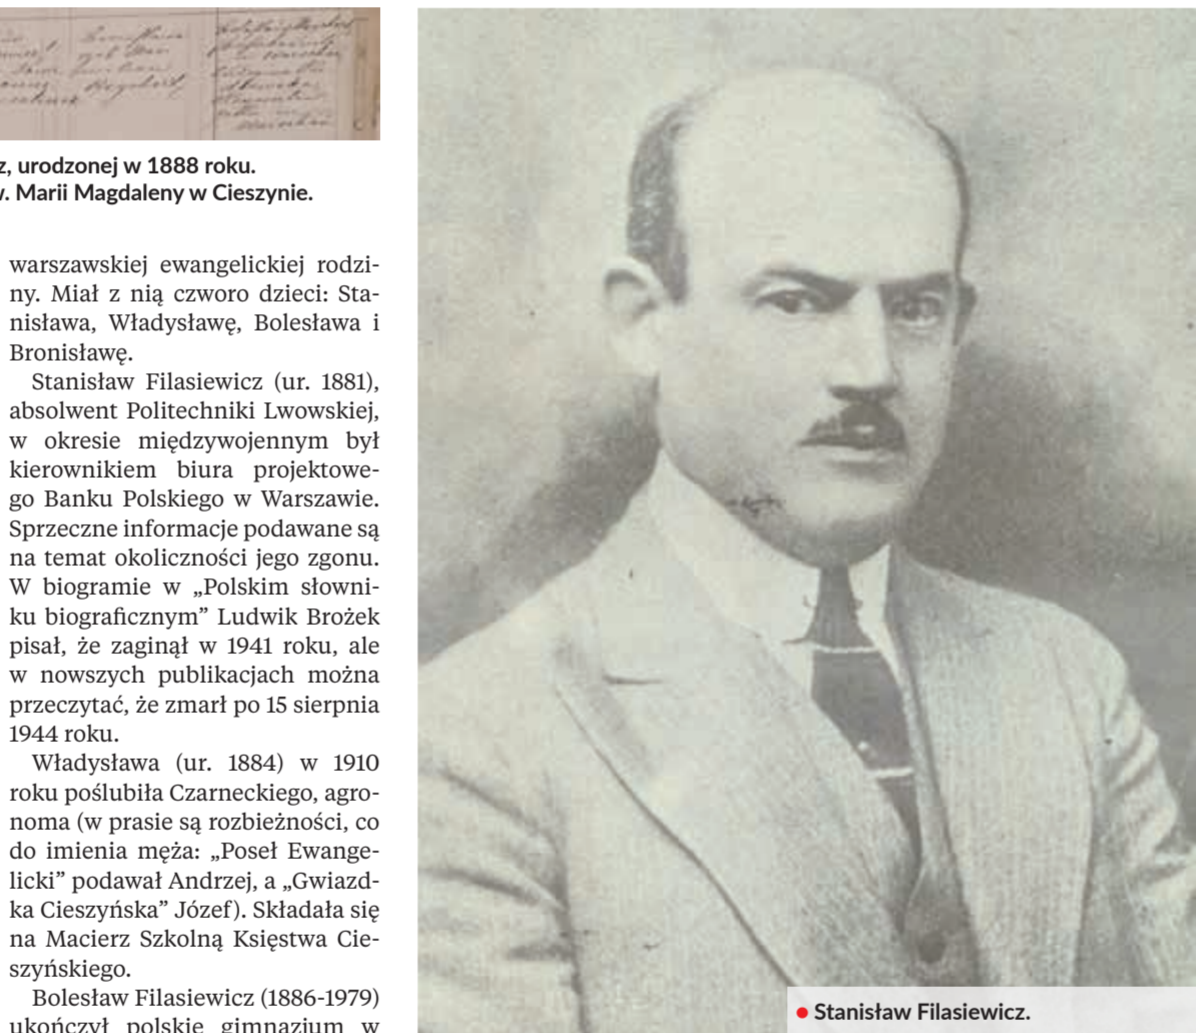 z, urodzonej w 1888 roku.
w. Marii Magdaleny w Cieszynie.
warszawskiej ewangelickiej rodzi-
ny. Miał z nią czworo dzieci: Sta-
nisława, Władysławę, Bolesława i
Bronisławę.
Stanisław Filasiewicz (ur. 1881),
absolwent Politechniki Lwowskiej,
w okresie międzywojennym był
kierownikiem biura projektowe-
go Banku Polskiego w Warszawie.
Sprzeczne informacje podawane są
na temat okoliczności jego zgonu.
W biogramie w „Polskim słowni-
ku biograficznym” Ludwik Brożek
pisał, że zaginął w 1941 roku, ale
w nowszych publikacjach można
przeczytać, że zmarł po 15 sierpnia
1944 roku.
Władysława (ur. 1884) w 1910
roku poślubiła Czarneckiego, agro-
noma (w prasie są rozbieżności, co
do imienia męża: „Poseł Ewange-
licki” podawał Andrzej, a „Gwiazd-
ka Cieszyńska” Józef). Składała się
na Macierz Szkolną Księstwa Cie-
szyńskiego.
Bolesław Filasiewicz (1886-1979)
ukończył polskie gimnazjum w
Stanisław Filasiewicz.